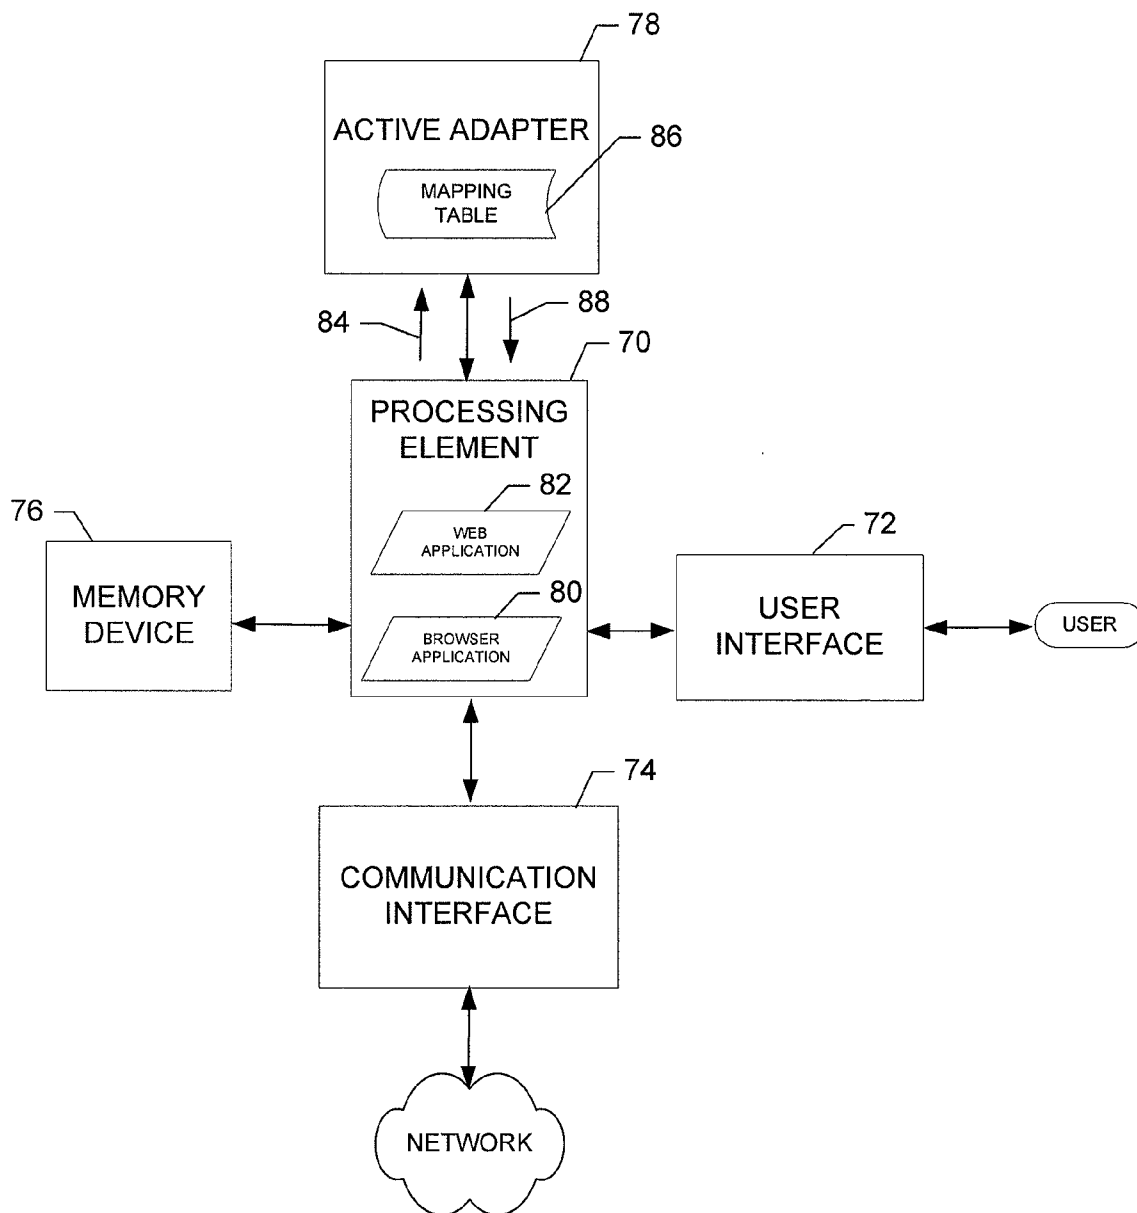 78
ACTIVE ADAPTER
86
MAPPING
TABLE
84
88
70
PROCESSING
ELEMENT
82
WEB
APPLICATION
76
MEMORY
DEVICE
80
BROWSER
APPLICATION
72
USER
INTERFACE
USER
74
COMMUNICATION
INTERFACE
NETWORK